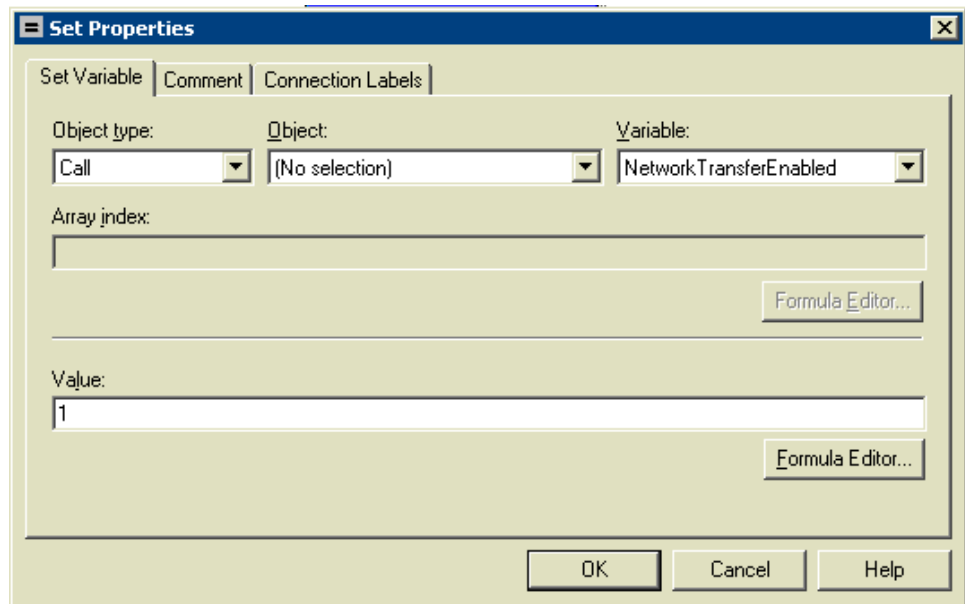 Set Properties
Set Variable Comment Connection Labels
Object type: Object: Variable:
Call (No selection) NetworkTransferEnabled
Array index:
Formula Editor...
Value:
1
Formula Editor...
OK Cancel Help